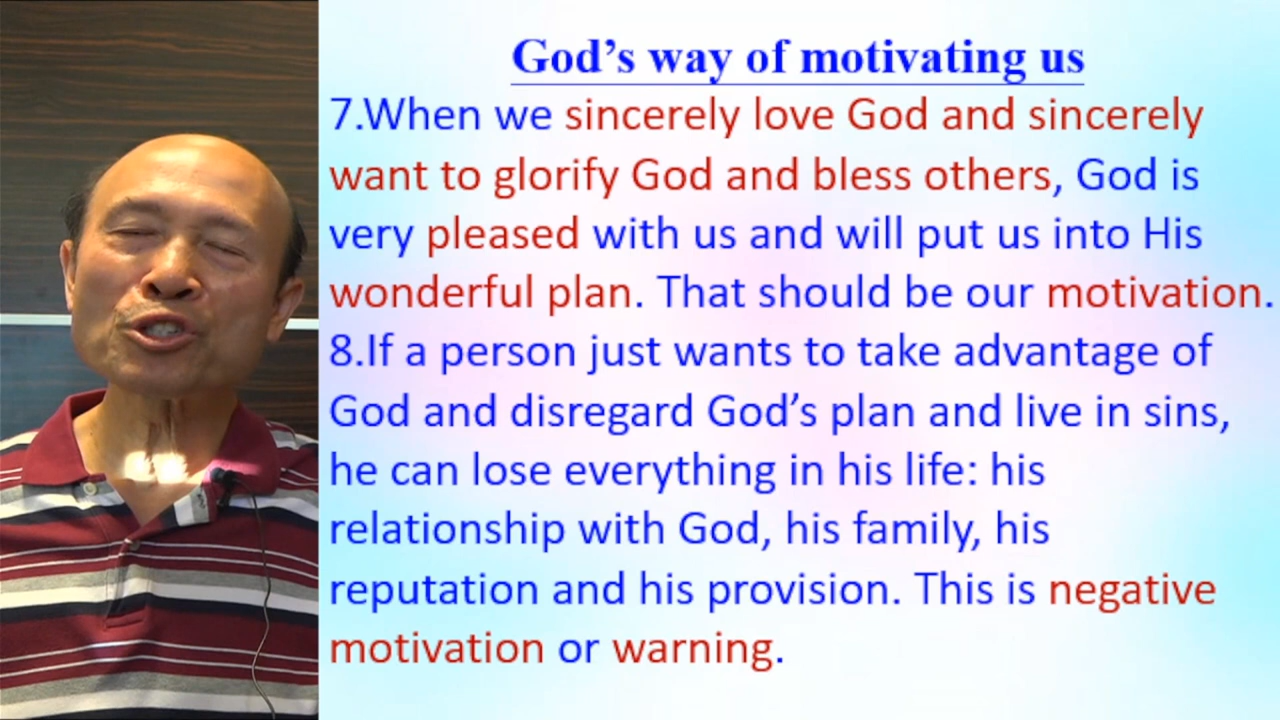 God’s way of motivating us
7.When we sincerely love God and sincerely
want to glorify God and bless others, God is
very pleased with us and will put us into His
wonderful plan. That should be our motivation.
8.If a person just wants to take advantage of
God and disregard God’s plan and live in sins,
he can lose everything in his life: his
relationship with God, his family, his
reputation and his provision. This is negative
motivation or warning.